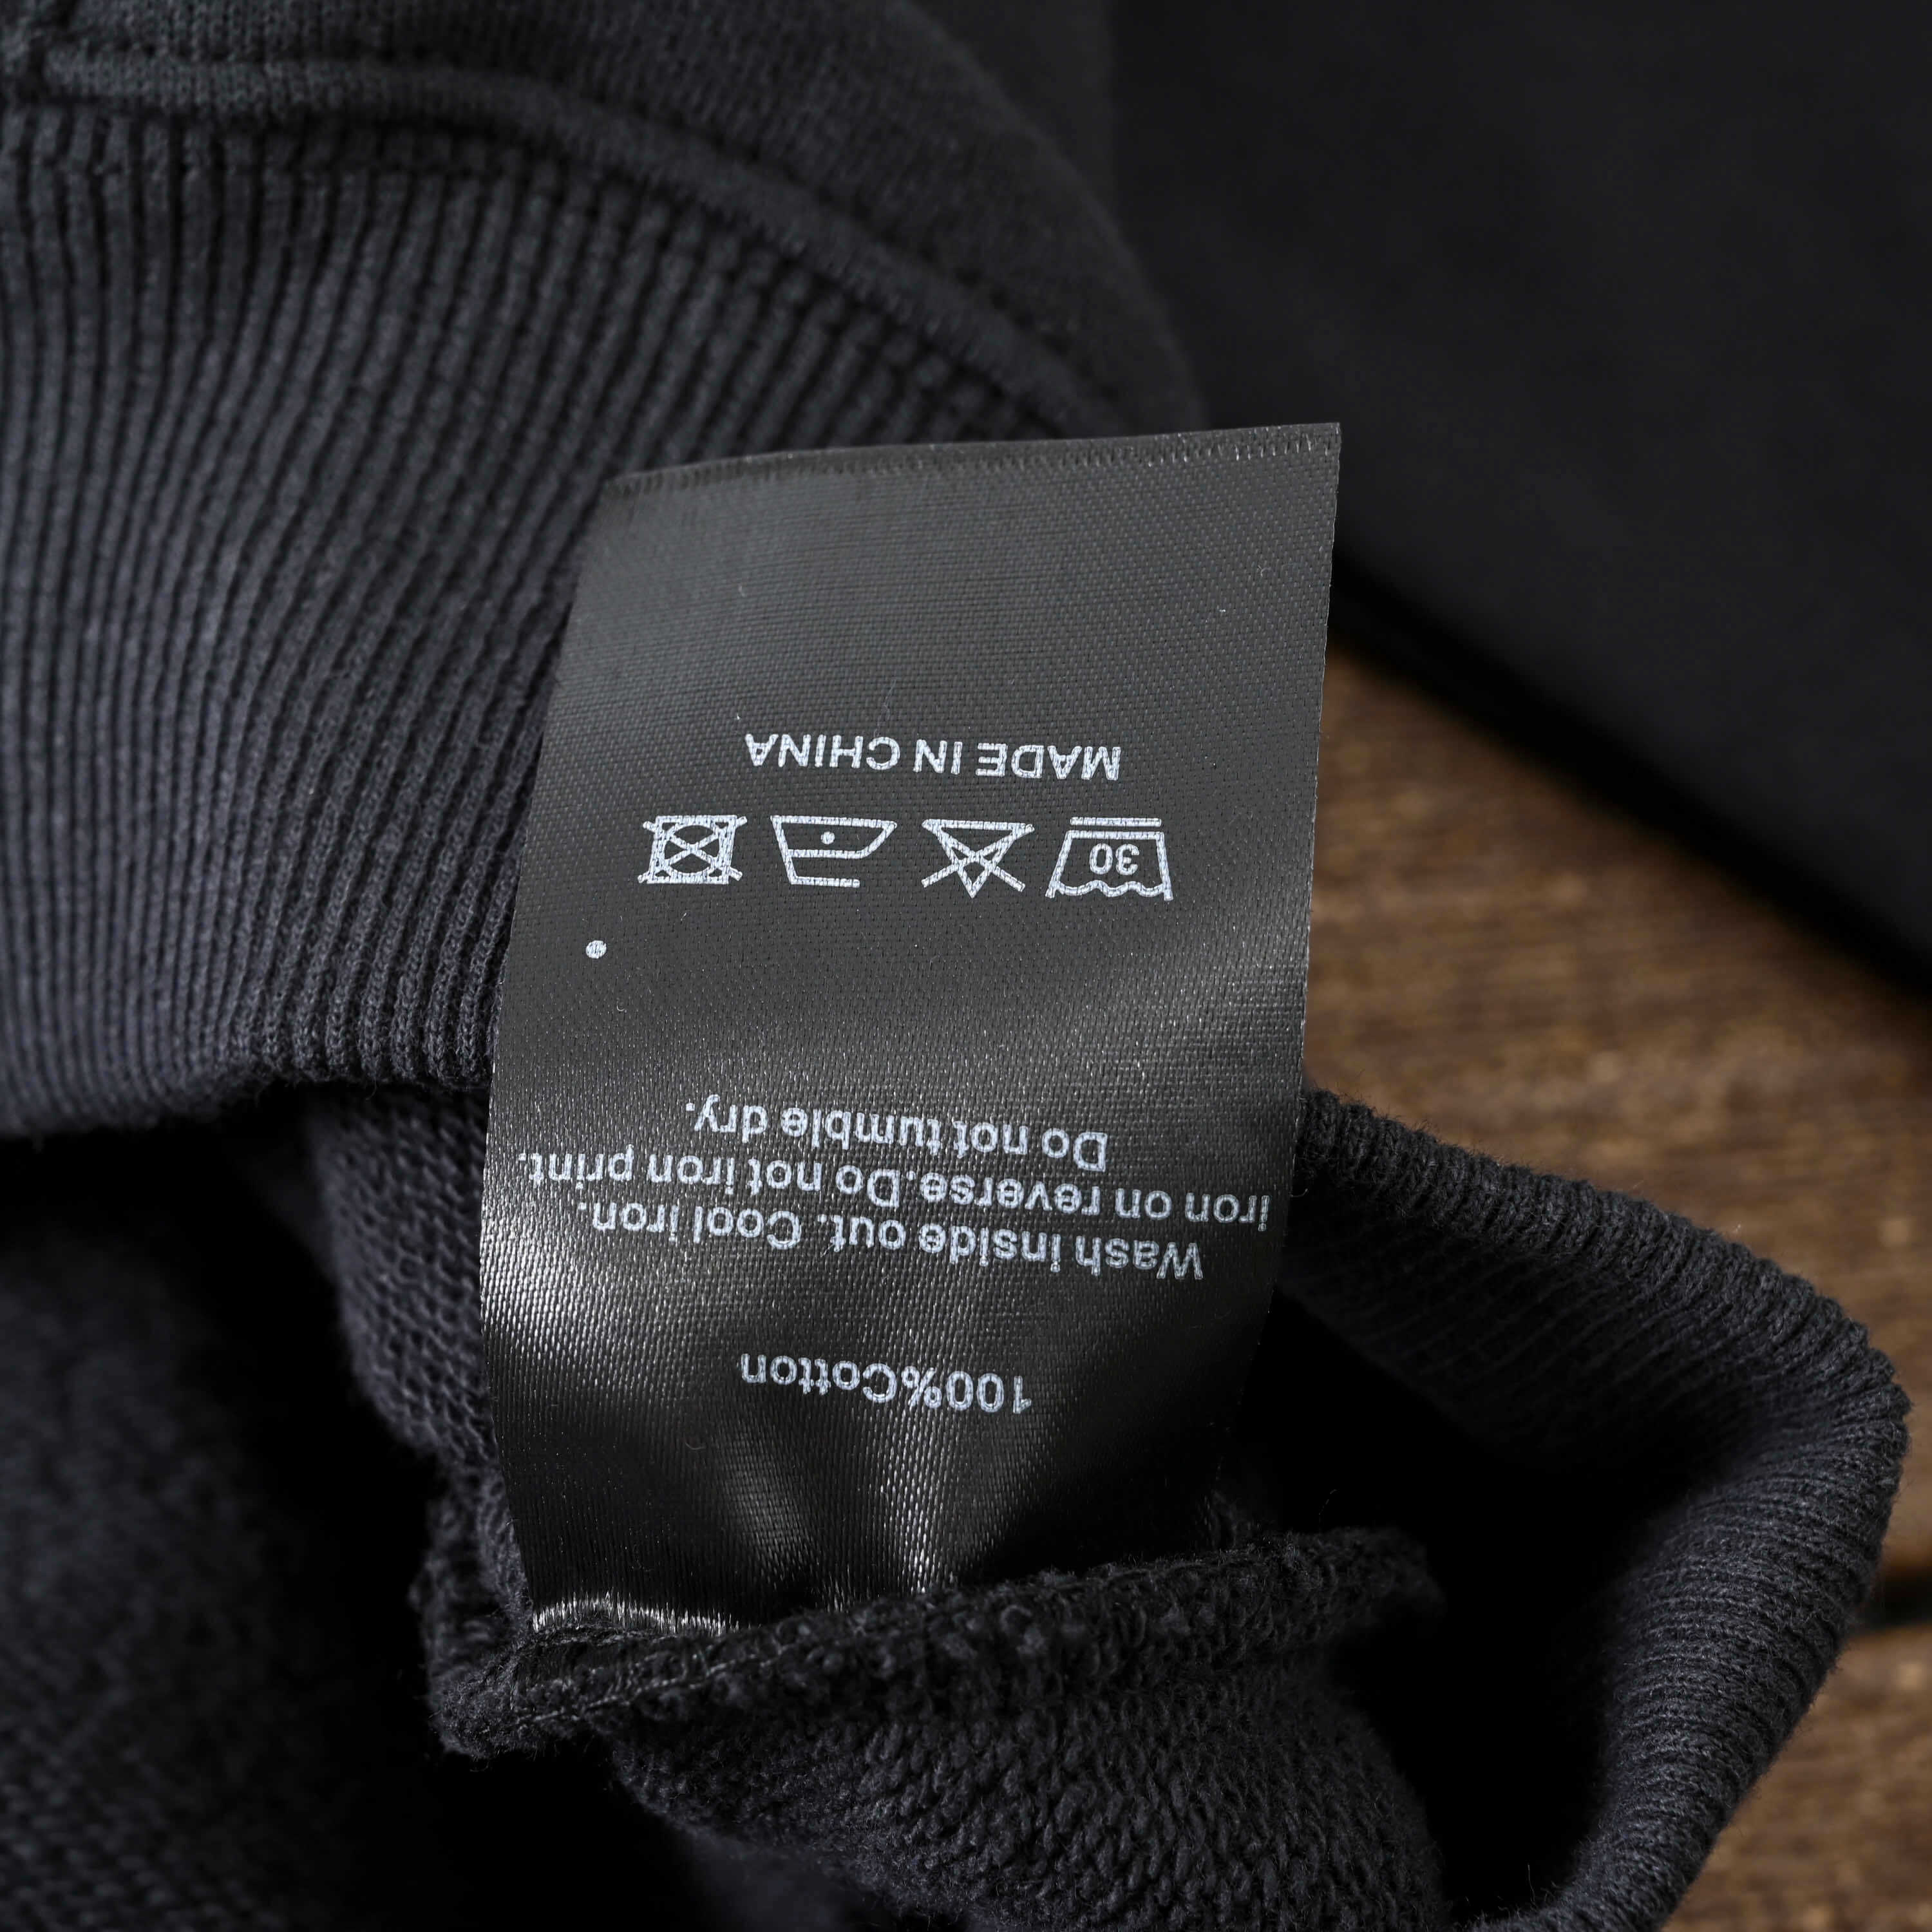 100%Cotton
Wash inside out. Cool iron.
iron on reverse.Do not iron print.
Do not tumble dry.
30
MADE IN CHINA